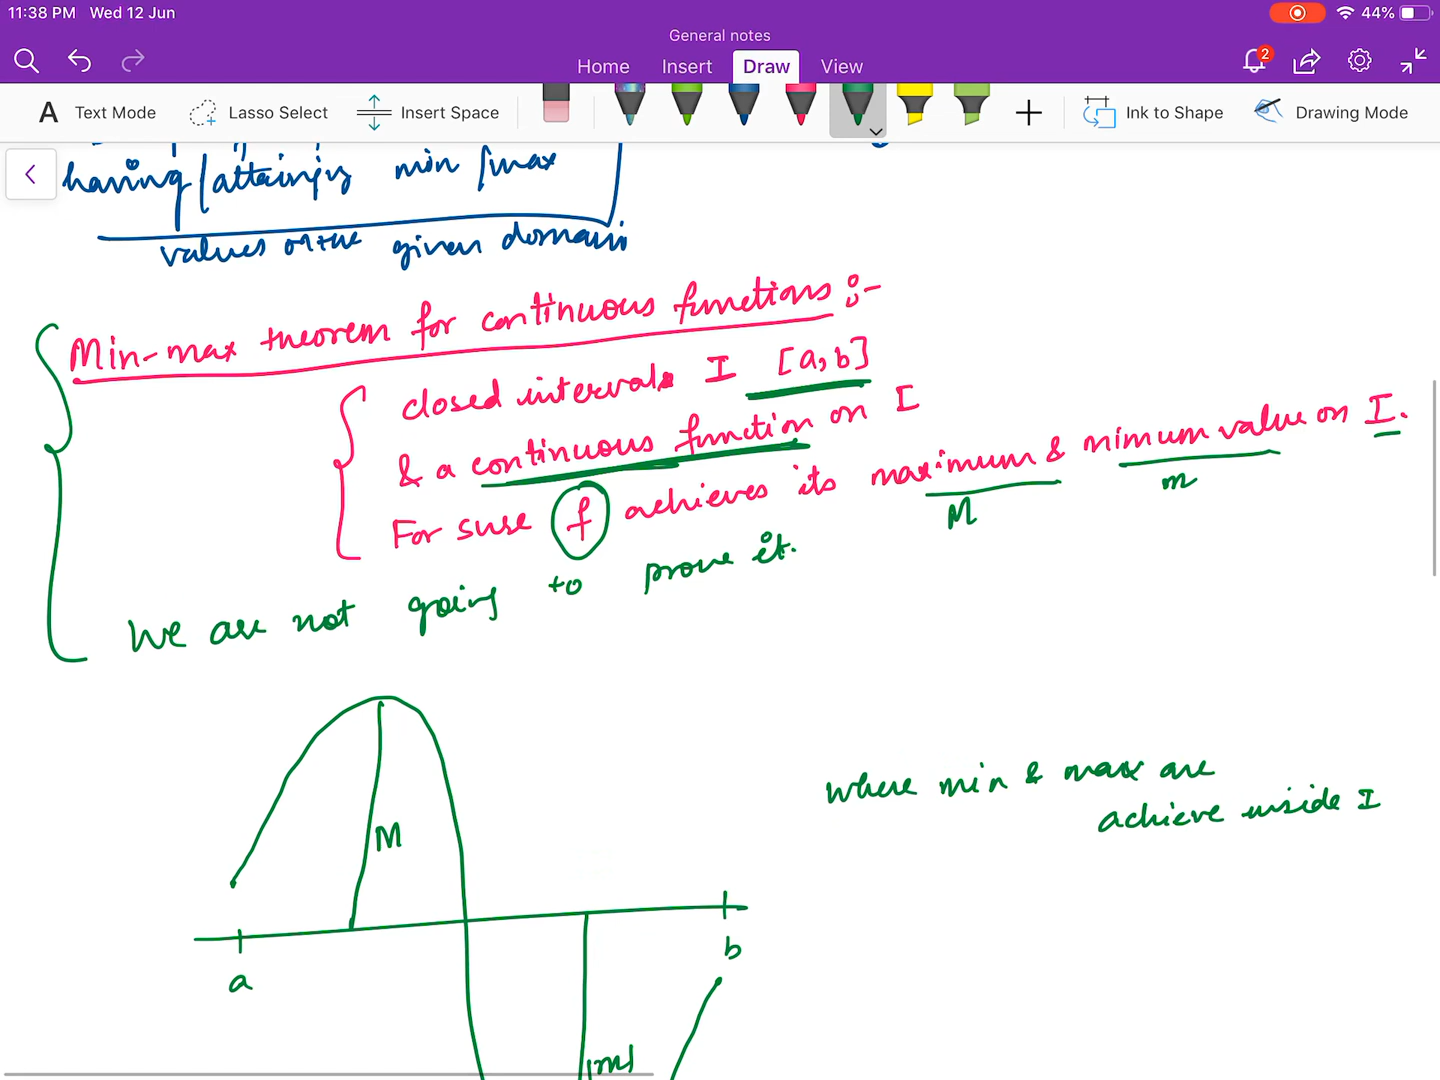 11:38 PM Wed 12 Jun
44%
General notes
Home Insert Draw View
2
A Text Mode Lasso Select Insert Space Ink to Shape Drawing Mode
having/attaining min/max
values on the given domain
Min-max theorem for continuous functions :-
closed intervals I [a,b]
& a continuous function on I
For sure f achieves its maximum & nimum value on I.
M m
We are not going to prove it.
where min & max are
achieve inside I
M
a
b
|m|